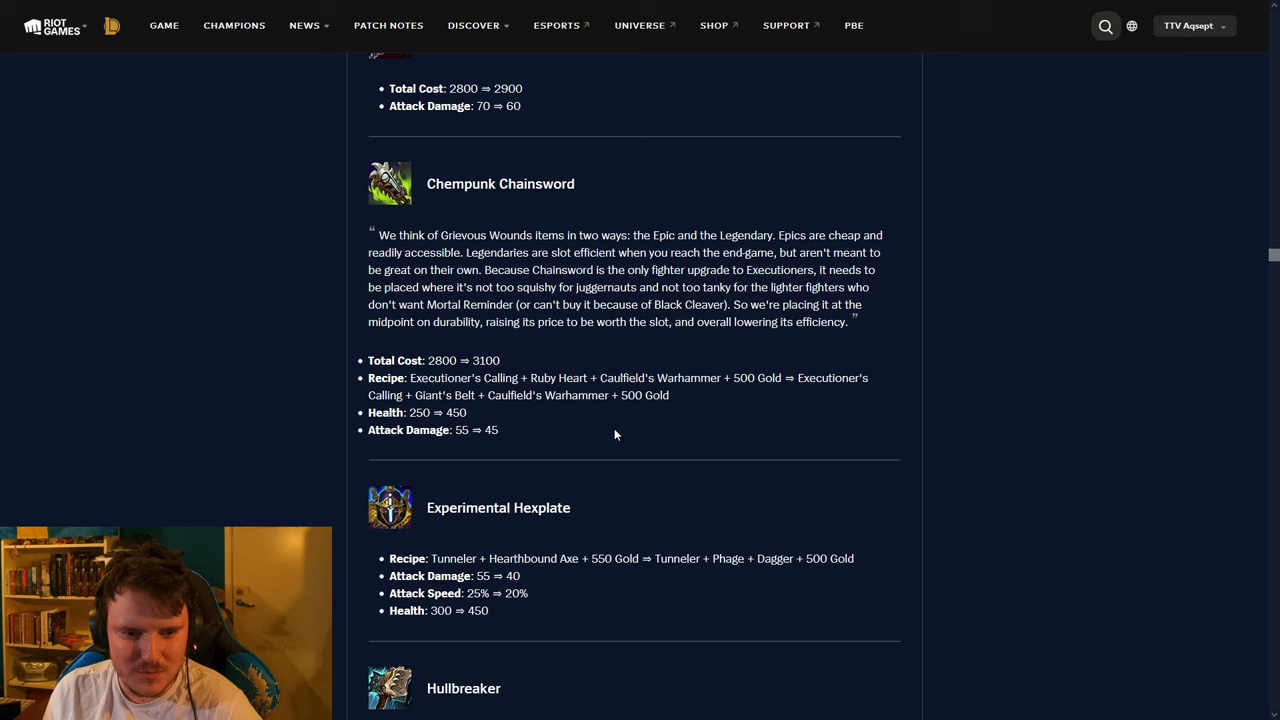 RIOT GAMES
GAME
CHAMPIONS
NEWS
PATCH NOTES
DISCOVER
ESPORTS
UNIVERSE
SHOP
SUPPORT
PBE
TTV Aqsept
• Total Cost: 2800 ⇒ 2900
• Attack Damage: 70 ⇒ 60
Chempunk Chainsword
“ We think of Grievous Wounds items in two ways: the Epic and the Legendary. Epics are cheap and
readily accessible. Legendaries are slot efficient when you reach the end-game, but aren't meant to
be great on their own. Because Chainsword is the only fighter upgrade to Executioners, it needs to
be placed where it's not too squishy for juggernauts and not too tanky for the lighter fighters who
don't want Mortal Reminder (or can't buy it because of Black Cleaver). So we're placing it at the
midpoint on durability, raising its price to be worth the slot, and overall lowering its efficiency. ”
• Total Cost: 2800 ⇒ 3100
• Recipe: Executioner's Calling + Ruby Heart + Caulfield's Warhammer + 500 Gold ⇒ Executioner's
Calling + Giant's Belt + Caulfield's Warhammer + 500 Gold
• Health: 250 ⇒ 450
• Attack Damage: 55 ⇒ 45
Experimental Hexplate
• Recipe: Tunneler + Hearthbound Axe + 550 Gold ⇒ Tunneler + Phage + Dagger + 500 Gold
• Attack Damage: 55 ⇒ 40
• Attack Speed: 25% ⇒ 20%
• Health: 300 ⇒ 450
Hullbreaker